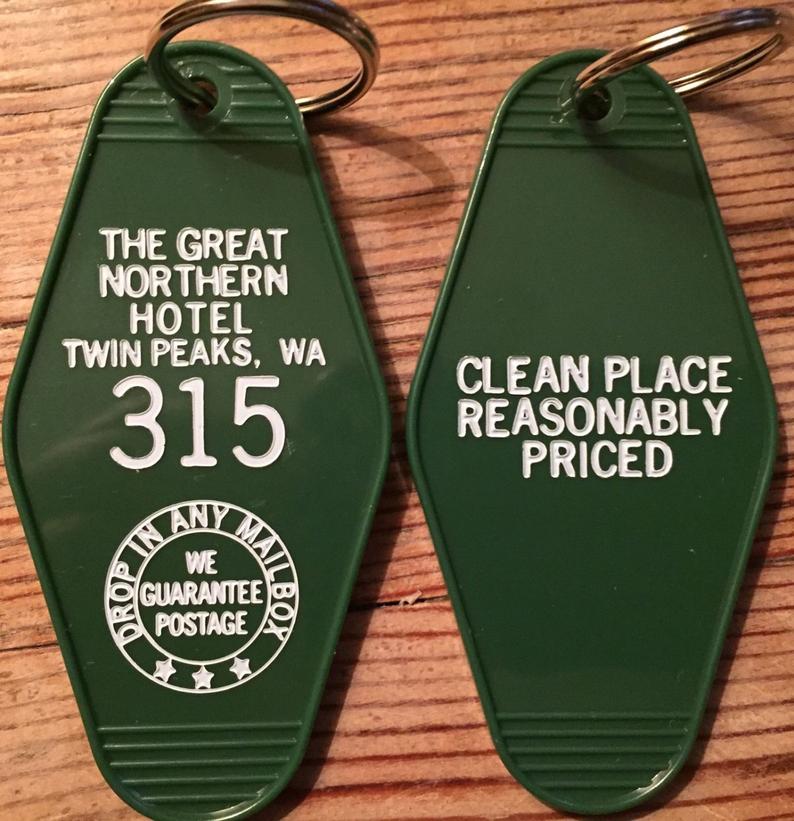 THE GREAT
NORTHERN
HOTEL
TWIN PEAKS, WA
315
DROP IN ANY MAILBOX
WE
GUARANTEE
POSTAGE
CLEAN PLACE
REASONABLY
PRICED